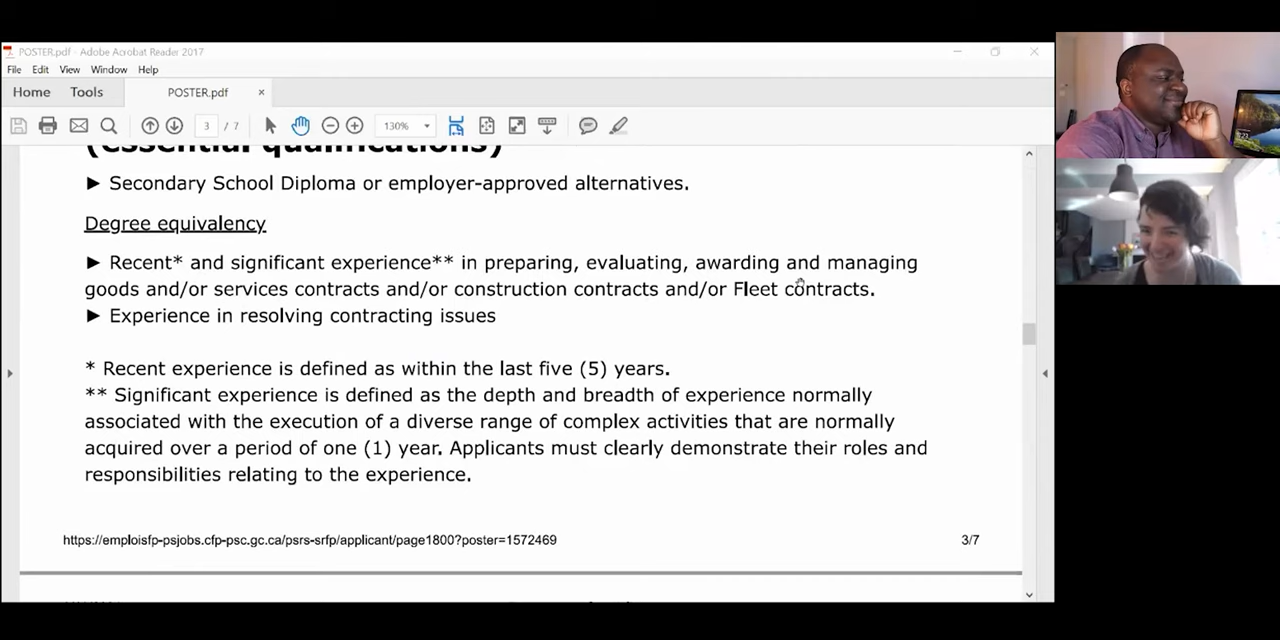 POSTER.pdf - Adobe Acrobat Reader 2017
File Edit View Window Help
Home Tools POSTER.pdf ×
3 / 7 130%
(essential qualifications)
► Secondary School Diploma or employer-approved alternatives.
Degree equivalency
► Recent* and significant experience** in preparing, evaluating, awarding and managing
goods and/or services contracts and/or construction contracts and/or Fleet contracts.
► Experience in resolving contracting issues
* Recent experience is defined as within the last five (5) years.
** Significant experience is defined as the depth and breadth of experience normally
associated with the execution of a diverse range of complex activities that are normally
acquired over a period of one (1) year. Applicants must clearly demonstrate their roles and
responsibilities relating to the experience.
https://emploisfp-psjobs.cfp-psc.gc.ca/psrs-srfp/applicant/page1800?poster=1572469 3/7